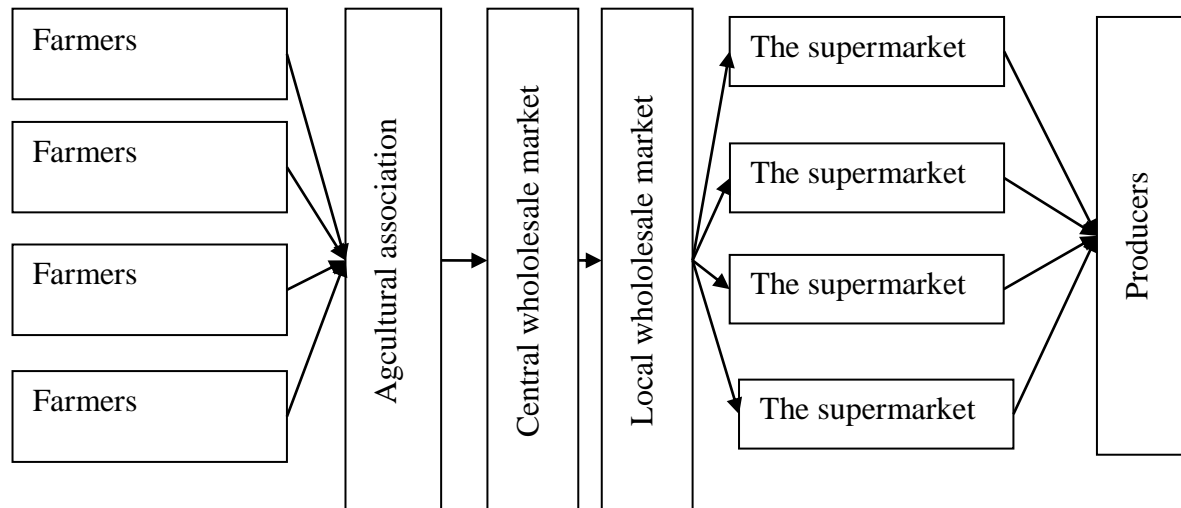 Farmers
Farmers
Farmers
Farmers
Agcultural association
Central whololesale market
Local whololesale market
The supermarket
The supermarket
The supermarket
The supermarket
Producers